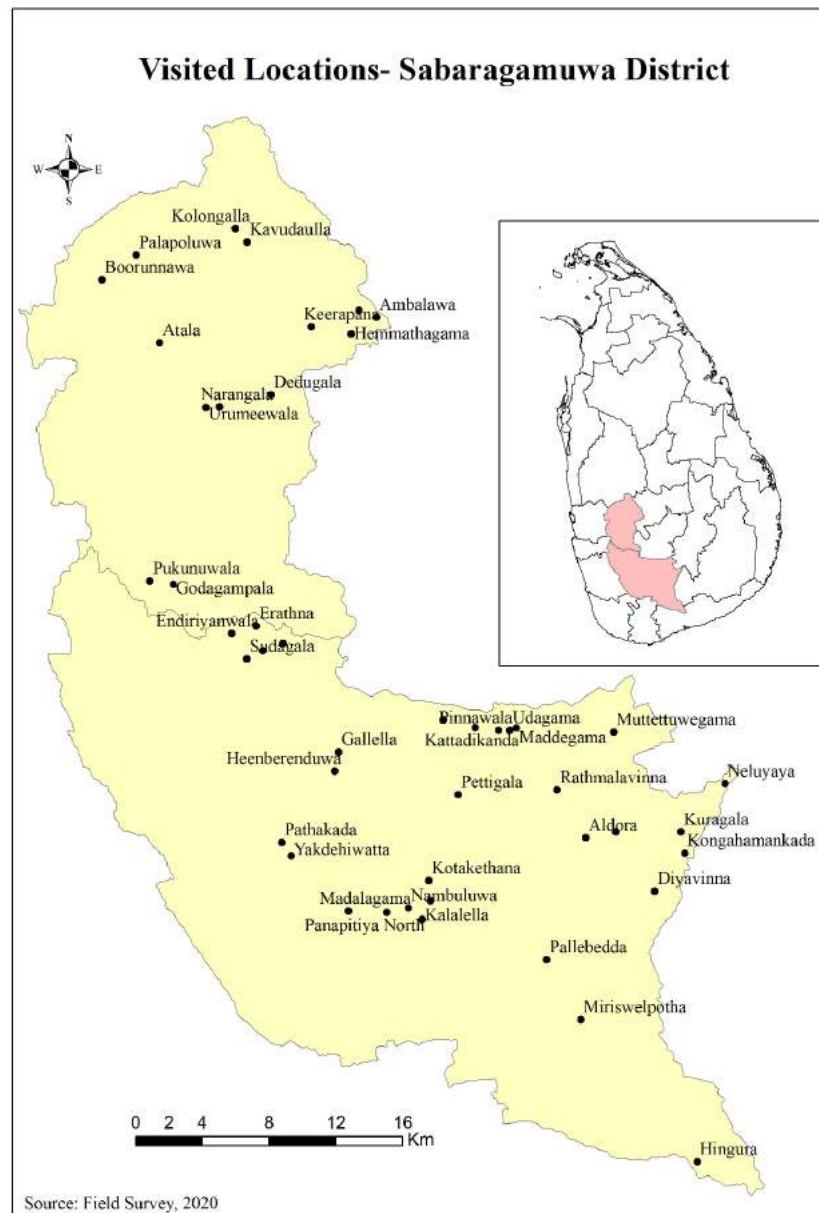 Visited Locations- Sabaragamuwa District
N
W E
S
Kolongalla
Kavudaulla
Palapoluwa
Boorunnawa
Ambalawa
Keerapana
Hemmathagama
Atala
Dedugala
Narangala
Urumeewala
Pukunuwala
Godagampala
Erathna
Endiriyanwala
Sudagala
Pinnawala
Udagama
Muttettuwegama
Kattadikanda
Maddegama
Gallella
Heenberenduwa
Neluyaya
Pettigala
Rathmalavinna
Pathakada
Aldora
Kuragala
Yakdehiwatta
Kongahamankada
Kotakethana
Diyavinna
Madalagama
Nambuluwa
Panapitiya North
Kalalella
Pallebedda
Miriswelpotha
0 2 4 8 12 16
Km
Hingura
Source: Field Survey, 2020